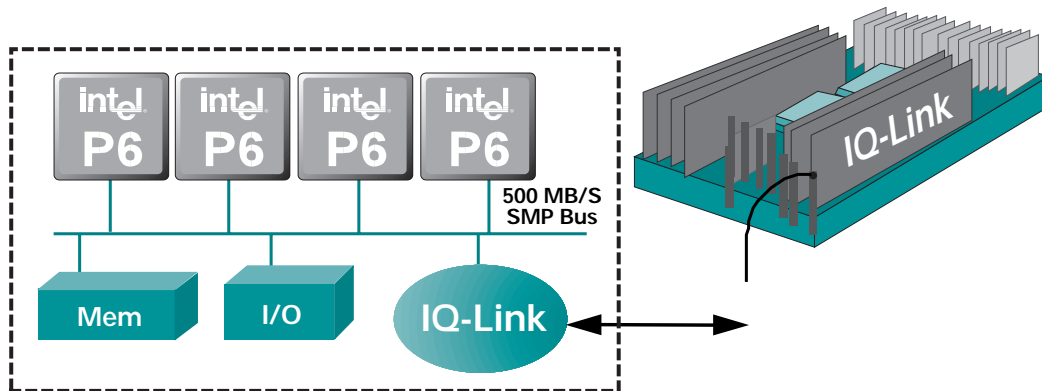 intel
P6
intel
P6
intel
P6
intel
P6
500 MB/S
SMP Bus
Mem
I/O
IQ-Link
IQ-Link